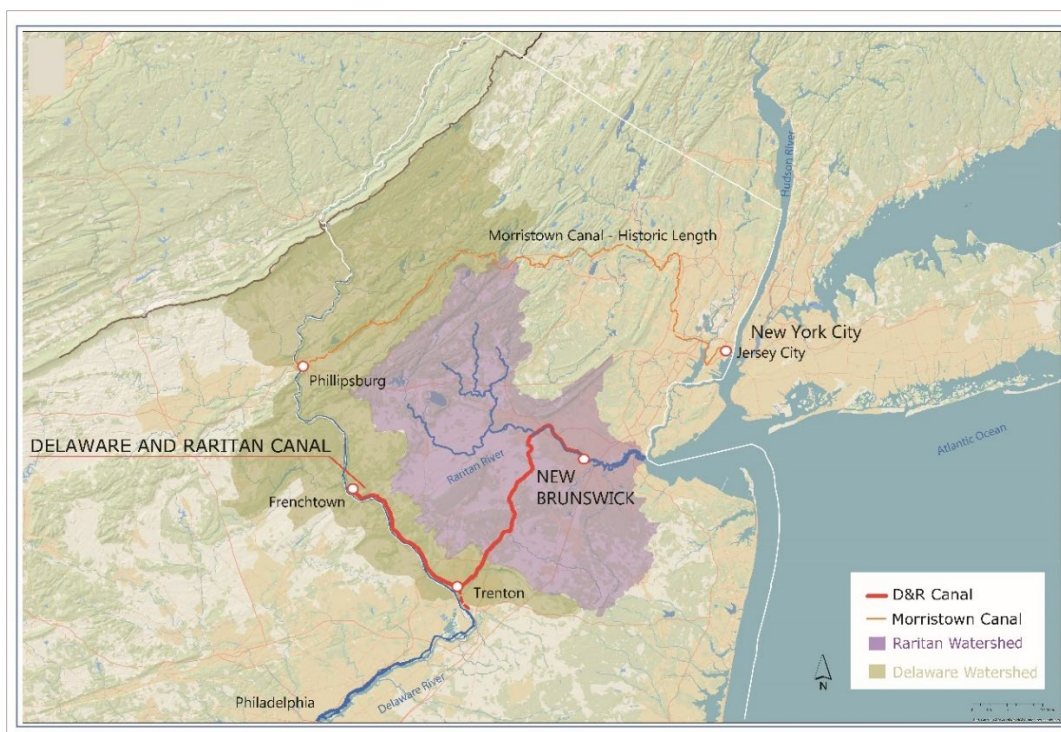 Hudson River
Morristown Canal - Historic Length
New York City
Jersey City
Phillipsburg
DELAWARE AND RARITAN CANAL
Raritan River
Atlantic Ocean
NEW
BRUNSWICK
Frenchtown
Trenton
Philadelphia
Delaware River
N
D&R Canal
Morristown Canal
Raritan Watershed
Delaware Watershed